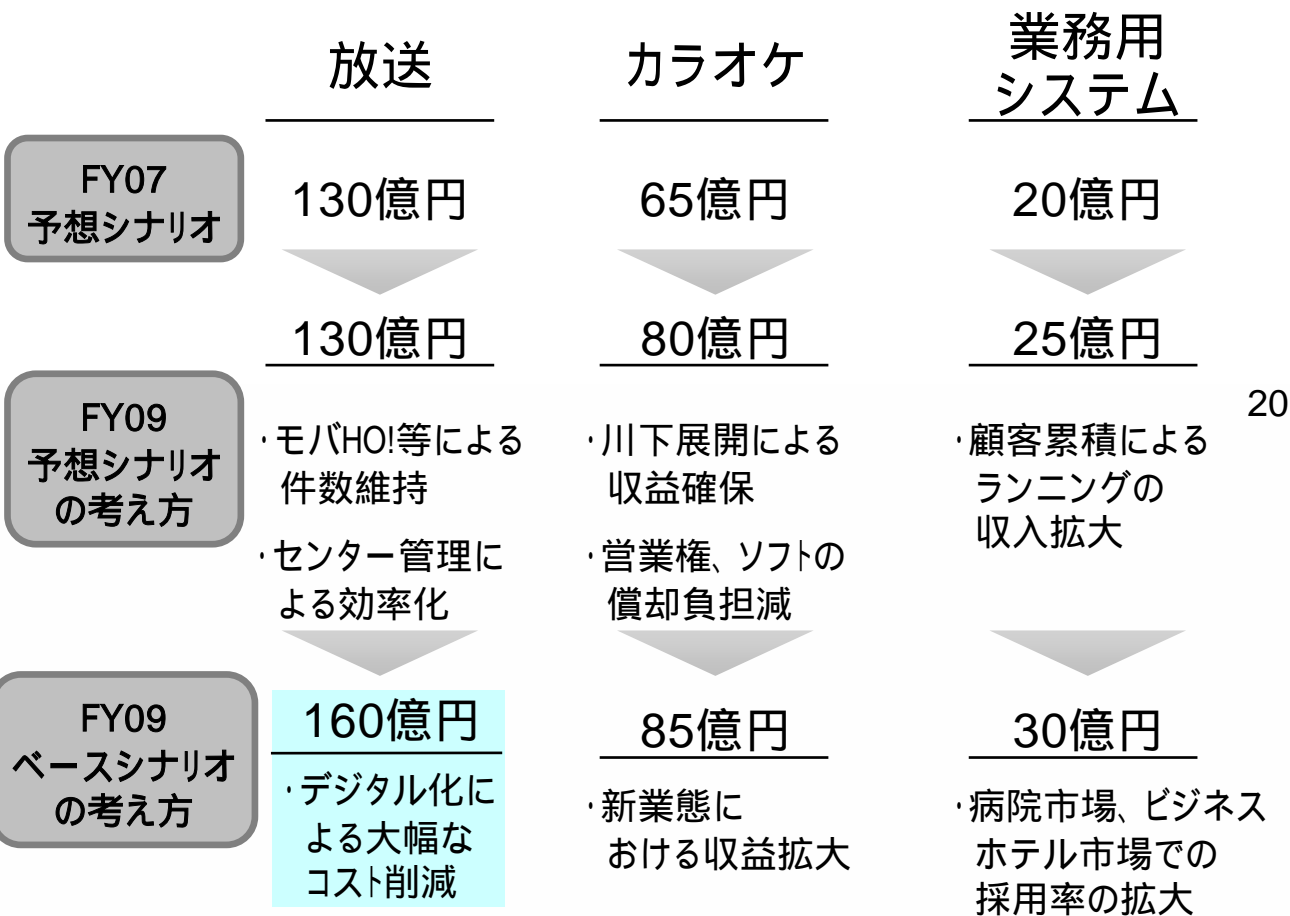 放送
カラオケ
業務用
システム
FY07
予想シナリオ
130億円
65億円
20億円
130億円
80億円
25億円
FY09
予想シナリオ
の考え方
・モバHO!等による
件数維持
・センター管理に
よる効率化
・川下展開による
収益確保
・営業権、ソフトの
償却負担減
・顧客累積による
ランニングの
収入拡大
20
FY09
ベースシナリオ
の考え方
160億円
・デジタル化に
よる大幅な
コスト削減
85億円
・新業態に
おける収益拡大
30億円
・病院市場、ビジネス
ホテル市場での
採用率の拡大